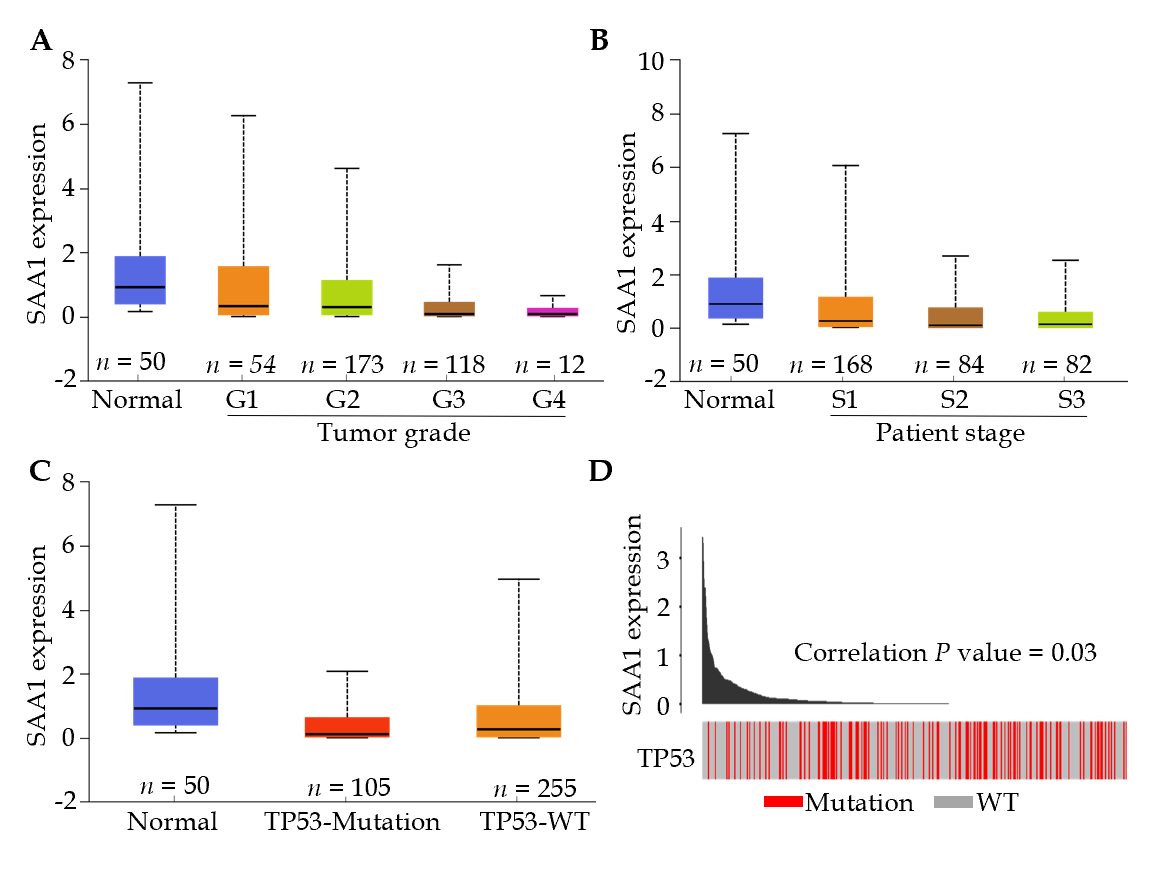 A
SAA1 expression
8
6
4
2
0
-2
n = 50
n = 54
n = 173
n = 118
n = 12
Normal
G1
G2
G3
G4
Tumor grade
B
SAA1 expression
10
8
6
4
2
0
-2
n = 50
n = 168
n = 84
n = 82
Normal
S1
S2
S3
Patient stage
C
SAA1 expression
8
6
4
2
0
-2
n = 50
n = 105
n = 255
Normal
TP53-Mutation
TP53-WT
D
SAA1 expression
3
2
1
0
Correlation P value = 0.03
TP53
Mutation
WT